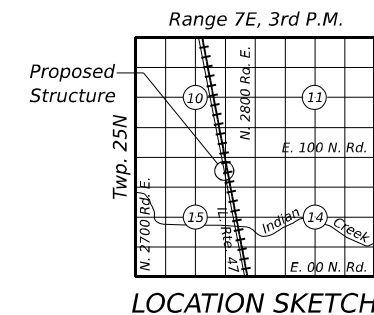 Range 7E, 3rd P.M.
Proposed
Structure
Twp. 25N
N. 2800 Rd. E.
10
11
E. 100 N. Rd.
N. 2700 Rd. E.
15
IL. Rte. 47
Indian
14
Creek
E. 00 N. Rd.
LOCATION SKETCH